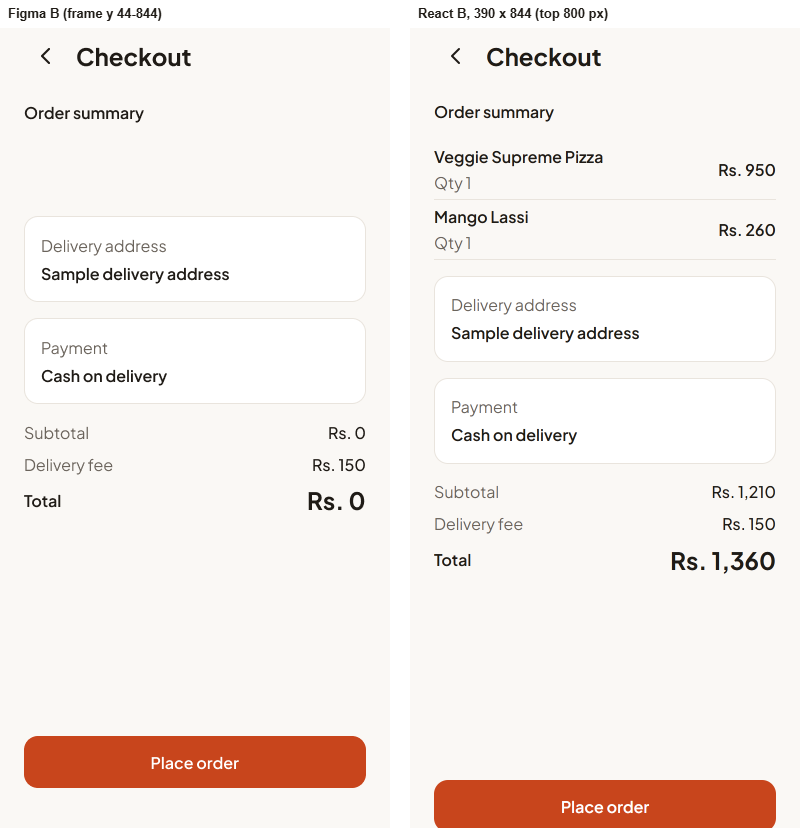 Figma B (frame y 44-844)
Checkout
Order summary
Delivery address
Sample delivery address
Payment
Cash on delivery
Subtotal Rs. 0
Delivery fee Rs. 150
Total Rs. 0
Place order
React B, 390 x 844 (top 800 px)
Checkout
Order summary
Veggie Supreme Pizza
Qty 1 Rs. 950
Mango Lassi
Qty 1 Rs. 260
Delivery address
Sample delivery address
Payment
Cash on delivery
Subtotal Rs. 1,210
Delivery fee Rs. 150
Total Rs. 1,360
Place order